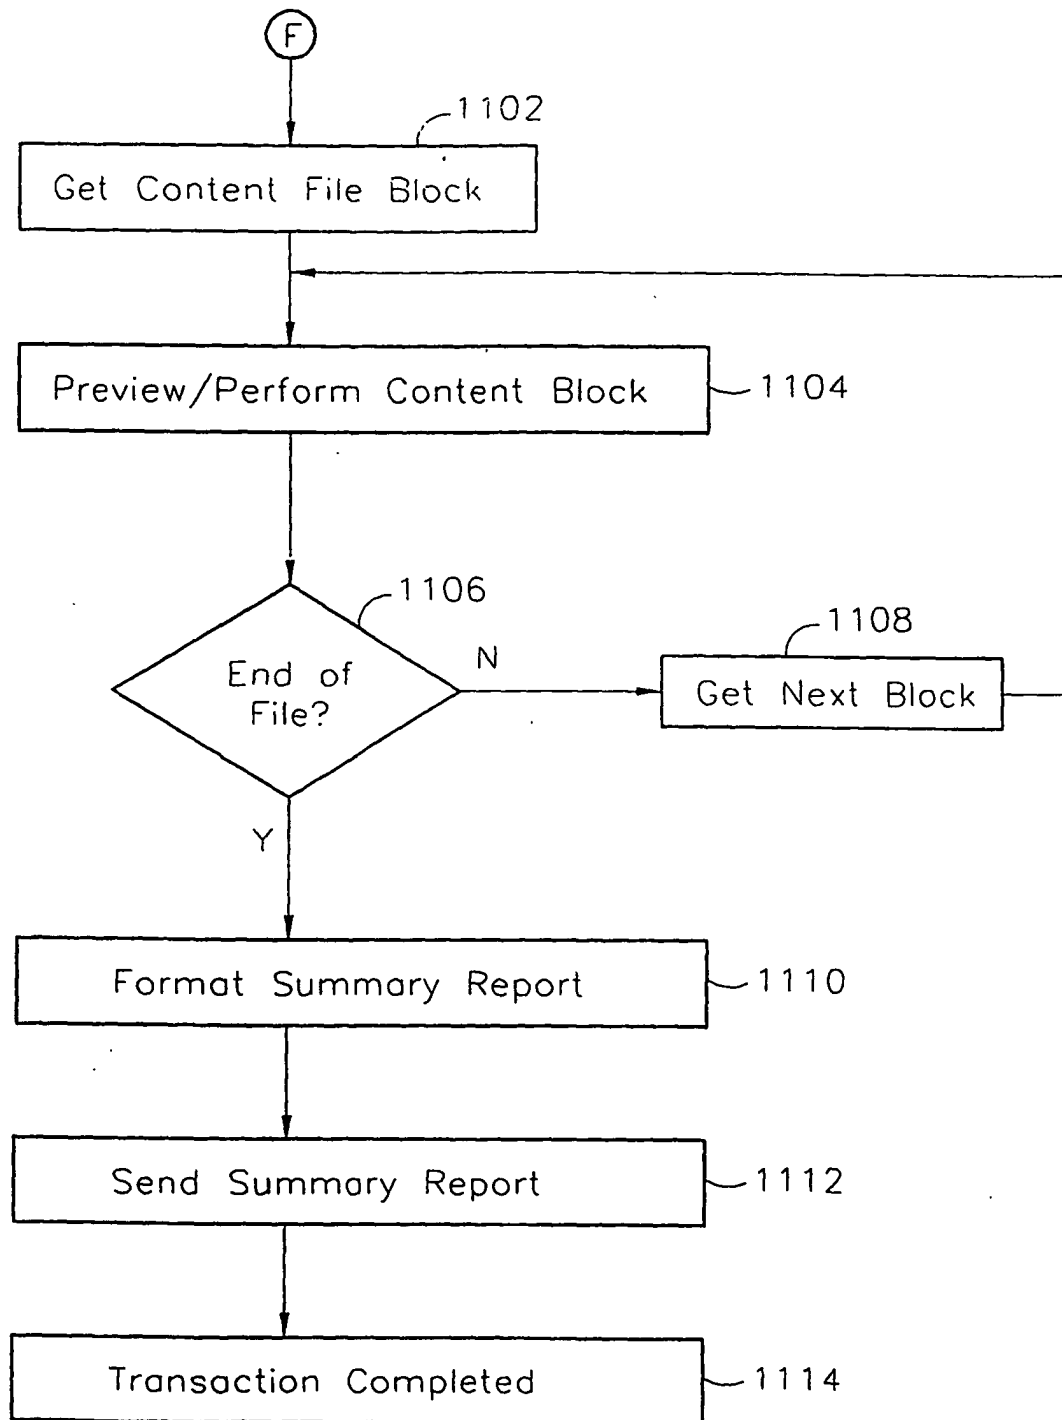 F
1102
Get Content File Block
Preview/Perform Content Block
1104
1106
End of
File?
N
1108
Get Next Block
Y
Format Summary Report
1110
Send Summary Report
1112
Transaction Completed
1114